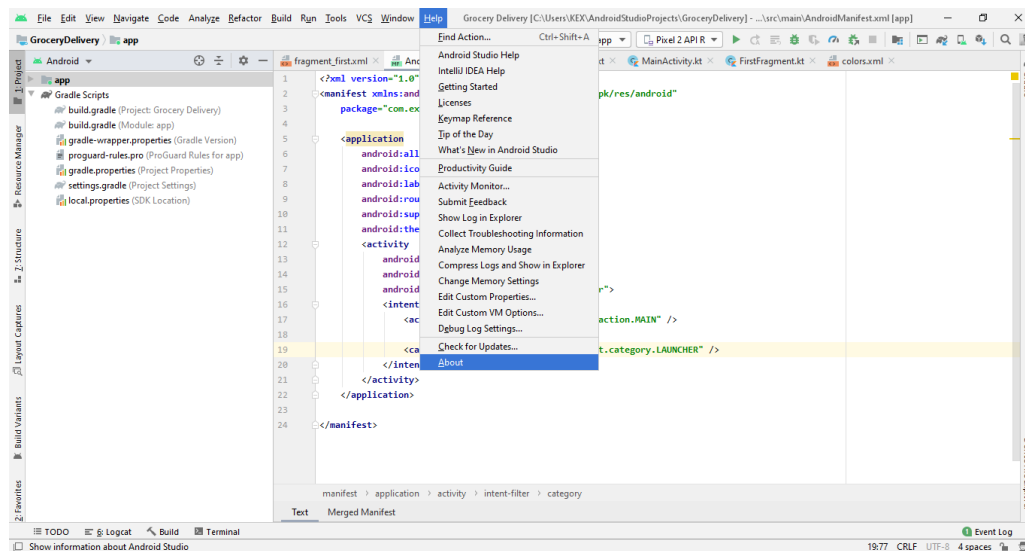 File Edit View Navigate Code Analyze Refactor Build Run Tools VCS Window Help Grocery Delivery [C:\Users\KEX\AndroidStudioProjects\GroceryDelivery] - ...\src\main\AndroidManifest.xml [app]
GroceryDelivery app
app Pixel 2 API R
Android
fragment_first.xml And MainActivity.kt FirstFragment.kt colors.xml
1: Project
Resource Manager
Z: Structure
Layout Captures
Build Variants
2: Favorites
app
Gradle Scripts
build.gradle (Project: Grocery Delivery)
build.gradle (Module: app)
gradle-wrapper.properties (Gradle Version)
proguard-rules.pro (ProGuard Rules for app)
gradle.properties (Project Properties)
settings.gradle (Project Settings)
local.properties (SDK Location)
1 <?xml version="1.0"
2 <manifest xmlns:and pk/res/android"
3 package="com.ex
4
5 <application
6 android:all
7 android:ico
8 android:lab
9 android:rou
10 android:sup
11 android:the
12 <activity
13 android
14 android
15 android r">
16 <intent
17 <ac action.MAIN" />
18
19 <ca t.category.LAUNCHER" />
20 </inten
21 </activity>
22 </application>
23
24 </manifest>
Find Action... Ctrl+Shift+A
Android Studio Help
IntelliJ IDEA Help
Getting Started
Licenses
Keymap Reference
Tip of the Day
What's New in Android Studio
Productivity Guide
Activity Monitor...
Submit Feedback
Show Log in Explorer
Collect Troubleshooting Information
Analyze Memory Usage
Compress Logs and Show in Explorer
Change Memory Settings
Edit Custom Properties...
Edit Custom VM Options...
Debug Log Settings...
Check for Updates...
About
manifest > application > activity > intent-filter > category
Text Merged Manifest
TODO 6: Logcat Build Terminal 1 Event Log
Show information about Android Studio 19:77 CRLF UTF-8 4 spaces